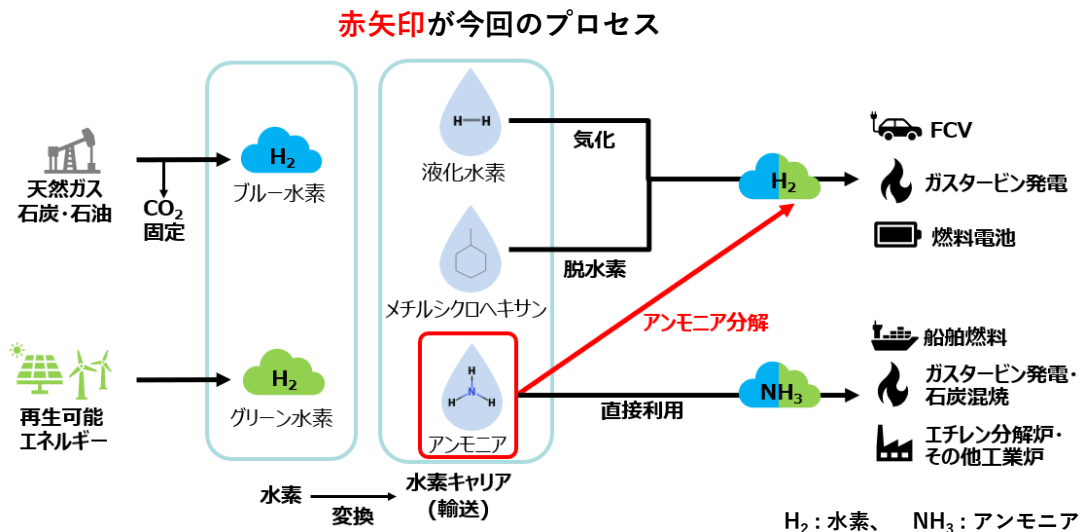 赤矢印が今回のプロセス
天然ガス
石炭・石油
CO₂
固定
H₂
ブルー水素
再生可能
エネルギー
H₂
グリーン水素
H
H
液化水素
メチルシクロヘキサン
H
N
H
H
アンモニア
水素
変換
水素キャリア
(輸送)
気化
脱水素
アンモニア分解
直接利用
H₂
FCV
ガスタービン発電
燃料電池
NH₃
船舶燃料
ガスタービン発電・
石炭混焼
エチレン分解炉・
その他工業炉
H₂ : 水素、 NH₃ : アンモニア